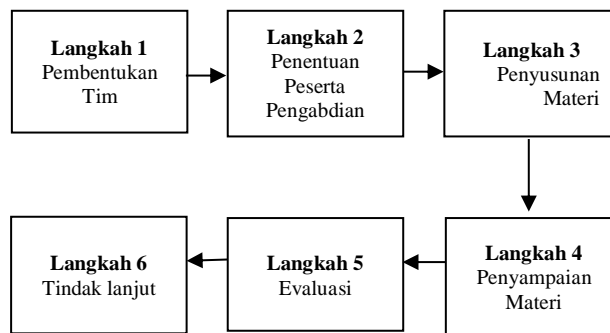 Langkah 1
Pembentukan
Tim
Langkah 2
Penentuan
Peserta
Pengabdian
Langkah 3
Penyusunan
Materi
Langkah 4
Penyampaian
Materi
Langkah 5
Evaluasi
Langkah 6
Tindak lanjut